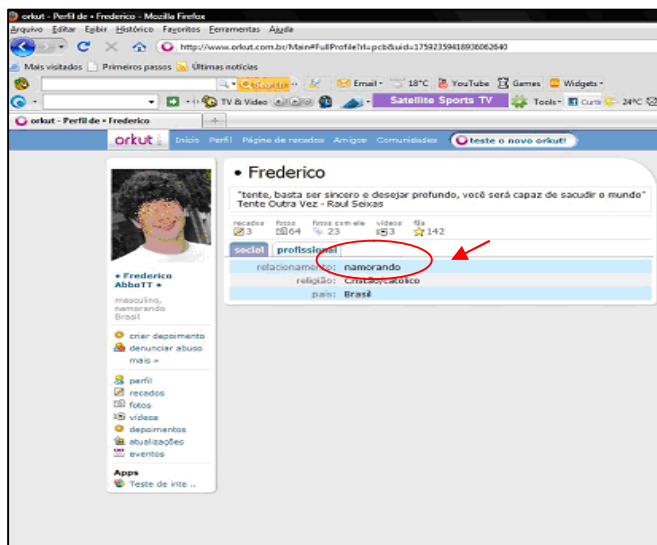 orkut - Perfil de • Frederico - Mozilla Firefox
Arquivo Editar Exibir Histórico Favoritos Ferramentas Ajuda
http://www.orkut.com.br/Main#FullProfile?rl=pcb&uid=17592359418936062640
Mais visitados Primeiros passos Últimas notícias
Email 18°C YouTube Games Widgets
TV & Video Satellite Sports TV Tools Curti 24°C
orkut - Perfil de • Frederico
orkut Início Perfil Página de recados Amigos Comunidades teste o novo orkut!
• Frederico
"tente, basta ser sincero e desejar profundo, você será capaz de sacudir o mundo"
Tente Outra Vez - Raul Seixas
recados fotos fotos com ele vídeos fãs
3 64 23 3 142
social profissional
relacionamento: namorando
religião: Cristão/católico
país: Brasil
• Frederico
AbboTT •
masculino,
namorando
Brasil
criar depoimento
denunciar abuso
mais »
perfil
recados
fotos
vídeos
depoimentos
atualizações
eventos
Apps
Teste de inte ..